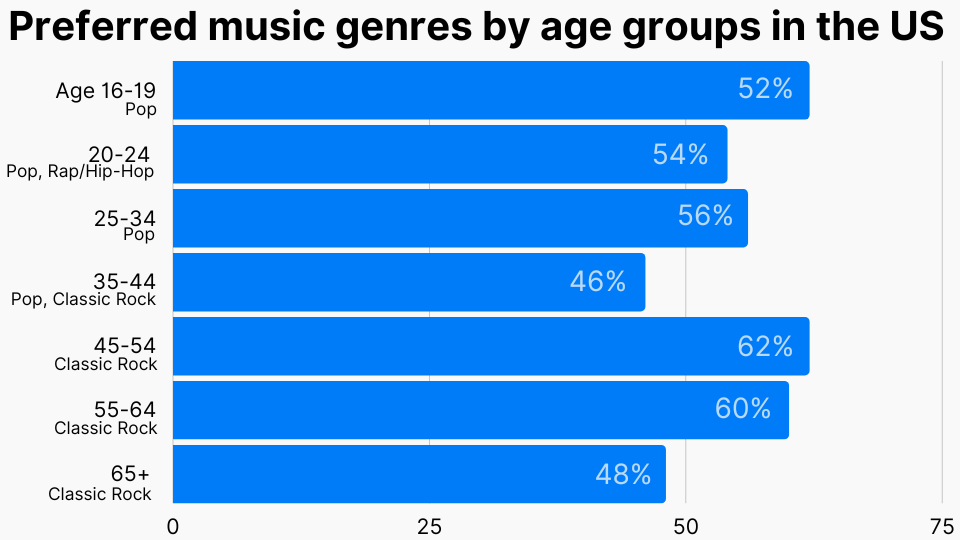 Preferred music genres by age groups in the US
Age 16-19
Pop
52%
20-24
Pop, Rap/Hip-Hop
54%
25-34
Pop
56%
35-44
Pop, Classic Rock
46%
45-54
Classic Rock
62%
55-64
Classic Rock
60%
65+
Classic Rock
48%
0
25
50
75